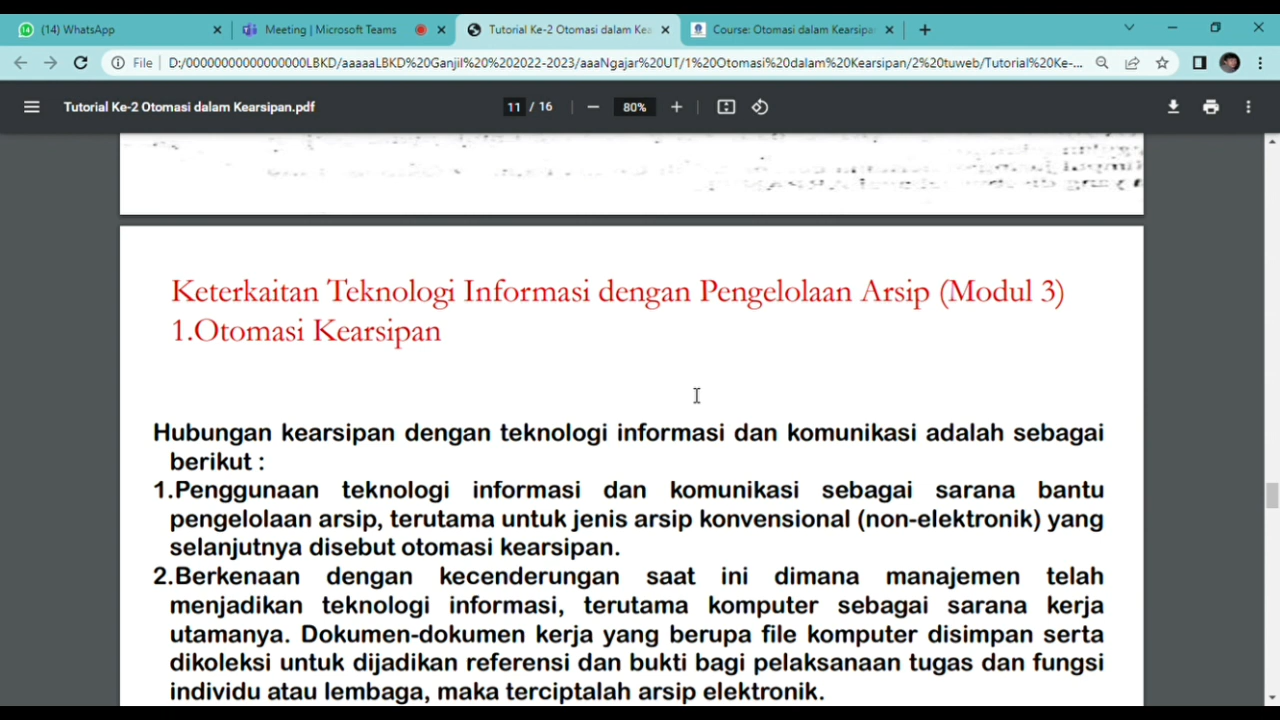 (14) WhatsApp
Meeting | Microsoft Teams
Tutorial Ke-2 Otomasi dalam Kea
Course: Otomasi dalam Kearsipa
File
D:/00000000000000000LBKD/aaaaaLBKD%20Ganjil%20%202022-2023/aaaNgajar%20UT/1%20Otomasi%20dalam%20Kearsipan/2%20tuweb/Tutorial%20Ke-...
Tutorial Ke-2 Otomasi dalam Kearsipan.pdf
11 / 16
80%
Keterkaitan Teknologi Informasi dengan Pengelolaan Arsip (Modul 3)
1.Otomasi Kearsipan
Hubungan kearsipan dengan teknologi informasi dan komunikasi adalah sebagai
berikut :
1.Penggunaan teknologi informasi dan komunikasi sebagai sarana bantu
pengelolaan arsip, terutama untuk jenis arsip konvensional (non-elektronik) yang
selanjutnya disebut otomasi kearsipan.
2.Berkenaan dengan kecenderungan saat ini dimana manajemen telah
menjadikan teknologi informasi, terutama komputer sebagai sarana kerja
utamanya. Dokumen-dokumen kerja yang berupa file komputer disimpan serta
dikoleksi untuk dijadikan referensi dan bukti bagi pelaksanaan tugas dan fungsi
individu atau lembaga, maka terciptalah arsip elektronik.